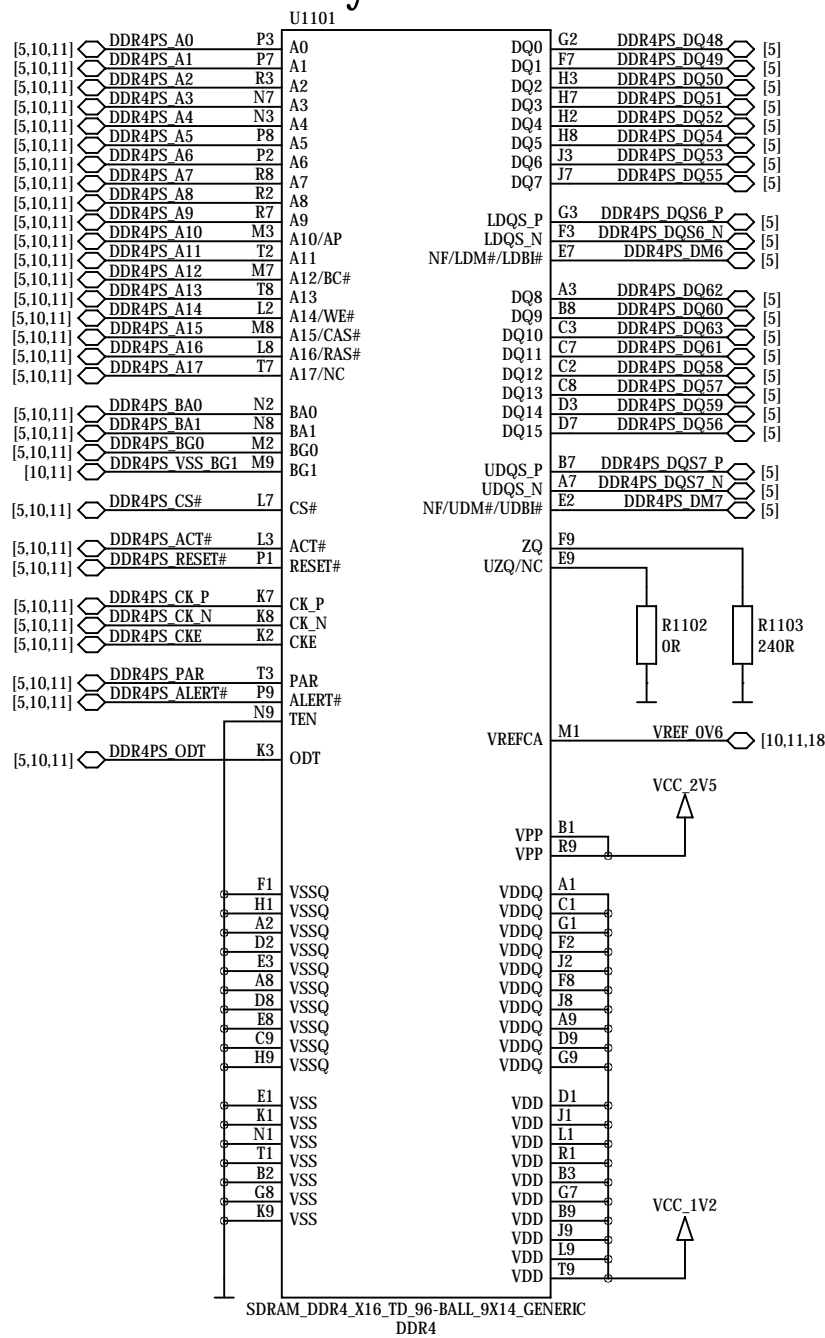 U1101
[5,10,11] DDR4PS_A0 P3 A0 DQ0 G2 DDR4PS_DQ48 [5]
[5,10,11] DDR4PS_A1 P7 A1 DQ1 F7 DDR4PS_DQ49 [5]
[5,10,11] DDR4PS_A2 R3 A2 DQ2 H3 DDR4PS_DQ50 [5]
[5,10,11] DDR4PS_A3 N7 A3 DQ3 H7 DDR4PS_DQ51 [5]
[5,10,11] DDR4PS_A4 N3 A4 DQ4 H2 DDR4PS_DQ52 [5]
[5,10,11] DDR4PS_A5 P8 A5 DQ5 H8 DDR4PS_DQ54 [5]
[5,10,11] DDR4PS_A6 P2 A6 DQ6 J3 DDR4PS_DQ53 [5]
[5,10,11] DDR4PS_A7 R8 A7 DQ7 J7 DDR4PS_DQ55 [5]
[5,10,11] DDR4PS_A8 R2 A8
[5,10,11] DDR4PS_A9 R7 A9 LDQS_P G3 DDR4PS_DQS6_P [5]
[5,10,11] DDR4PS_A10 M3 A10/AP LDQS_N F3 DDR4PS_DQS6_N [5]
[5,10,11] DDR4PS_A11 T2 A11 NF/LDM#/LDBI# E7 DDR4PS_DM6 [5]
[5,10,11] DDR4PS_A12 M7 A12/BC#
[5,10,11] DDR4PS_A13 T8 A13 DQ8 A3 DDR4PS_DQ62 [5]
[5,10,11] DDR4PS_A14 L2 A14/WE# DQ9 B8 DDR4PS_DQ60 [5]
[5,10,11] DDR4PS_A15 M8 A15/CAS# DQ10 C3 DDR4PS_DQ63 [5]
[5,10,11] DDR4PS_A16 L8 A16/RAS# DQ11 C7 DDR4PS_DQ61 [5]
[5,10,11] DDR4PS_A17 T7 A17/NC DQ12 C2 DDR4PS_DQ58 [5]
DQ13 C8 DDR4PS_DQ57 [5]
[5,10,11] DDR4PS_BA0 N2 BA0 DQ14 D3 DDR4PS_DQ59 [5]
[5,10,11] DDR4PS_BA1 N8 BA1 DQ15 D7 DDR4PS_DQ56 [5]
[5,10,11] DDR4PS_BG0 M2 BG0
[10,11] DDR4PS_VSS_BG1 M9 BG1 UDQS_P B7 DDR4PS_DQS7_P [5]
UDQS_N A7 DDR4PS_DQS7_N [5]
[5,10,11] DDR4PS_CS# L7 CS# NF/UDM#/UDBI# E2 DDR4PS_DM7 [5]
[5,10,11] DDR4PS_ACT# L3 ACT# ZQ F9
[5,10,11] DDR4PS_RESET# P1 RESET# UZQ/NC E9
[5,10,11] DDR4PS_CK_P K7 CK_P
[5,10,11] DDR4PS_CK_N K8 CK_N R1102 R1103
[5,10,11] DDR4PS_CKE K2 CKE 0R 240R
[5,10,11] DDR4PS_PAR T3 PAR
[5,10,11] DDR4PS_ALERT# P9 ALERT#
N9 TEN
VREFCA M1 VREF_0V6 [10,11,18
[5,10,11] DDR4PS_ODT K3 ODT
VCC_2V5
VPP B1
VPP R9
F1 VSSQ VDDQ A1
H1 VSSQ VDDQ C1
A2 VSSQ VDDQ G1
D2 VSSQ VDDQ F2
E3 VSSQ VDDQ J2
A8 VSSQ VDDQ F8
D8 VSSQ VDDQ J8
E8 VSSQ VDDQ A9
C9 VSSQ VDDQ D9
H9 VSSQ VDDQ G9
E1 VSS VDD D1
K1 VSS VDD J1
N1 VSS VDD L1
T1 VSS VDD R1
B2 VSS VDD B3
G8 VSS VDD G7
K9 VSS VDD B9
VCC_1V2
VDD J9
VDD L9
VDD T9
SDRAM_DDR4_X16_TD_96-BALL_9X14_GENERIC
DDR4